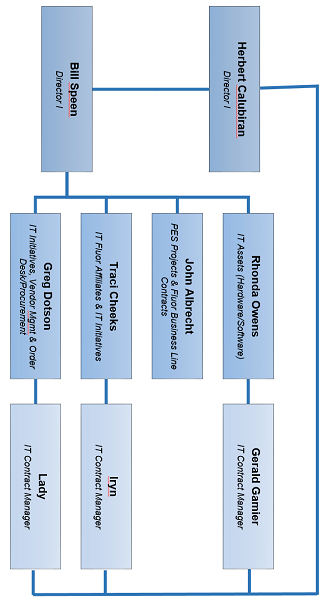 Herbert Calubiran
Director I
Rhonda Owens
IT Assets (Hardware/Software)
Gerald Garnier
IT Contract Manager
John Albrecht
PES Projects & Fluor Business Line
Contracts
Bill Speen
Director I
Traci Cheeks
IT Fluor Affiliates & IT Initiatives
Iryn
IT Contract Manager
Greg Dotson
IT Initiatives, Vendor Mgmt & Order
Desk/Procurement
Lady
IT Contract Manager